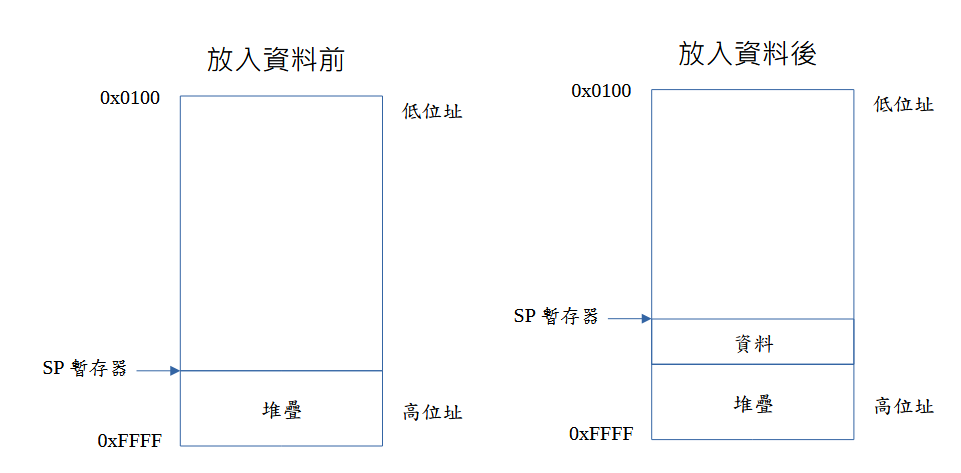 放入資料前
0x0100
低位址
SP 暫存器
堆疊
高位址
0xFFFF
放入資料後
0x0100
低位址
SP 暫存器
資料
堆疊
高位址
0xFFFF